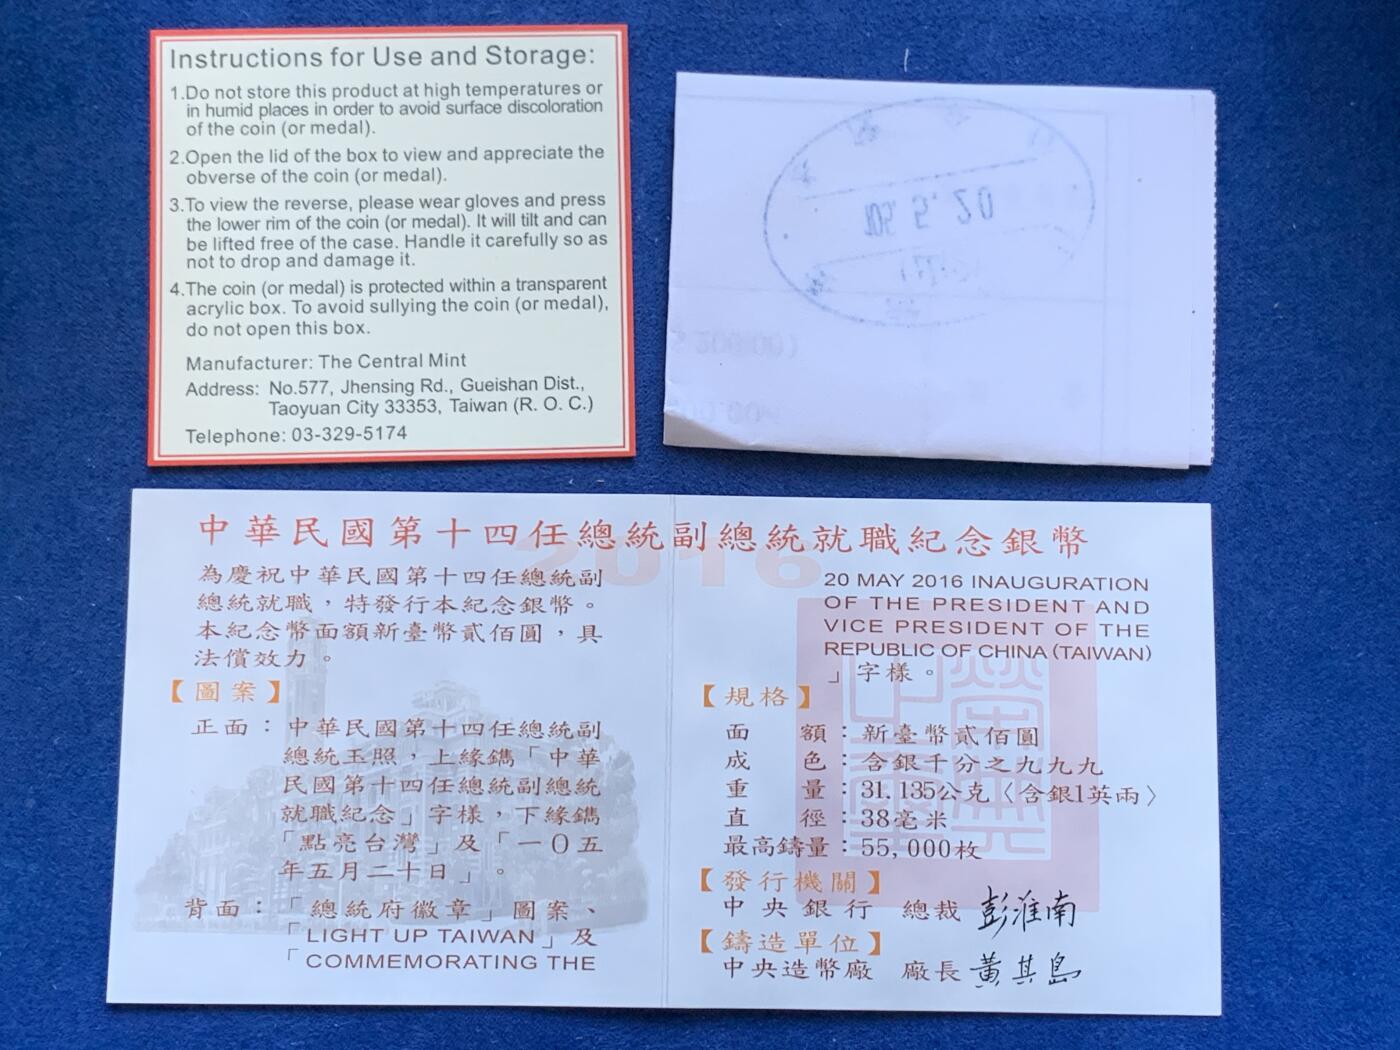 Instructions for Use and Storage:
1.Do not store this product at high temperatures or
in humid places in order to avoid surface discoloration
of the coin (or medal).
2.Open the lid of the box to view and appreciate the
obverse of the coin (or medal).
3.To view the reverse, please wear gloves and press
the lower rim of the coin (or medal). It will tilt and can
be lifted free of the case. Handle it carefully so as
not to drop and damage it.
4.The coin (or medal) is protected within a transparent
acrylic box. To avoid sullying the coin (or medal),
do not open this box.
Manufacturer: The Central Mint
Address: No.577, Jhensing Rd., Gueishan Dist.,
Taoyuan City 33353, Taiwan (R. O. C.)
Telephone: 03-329-5174
105. 5. 20
中華民國第十四任總統副總統就職紀念銀幣
2016
為慶祝中華民國第十四任總統副
總統就職，特發行本紀念銀幣。
本紀念幣面額新臺幣貳佰圓，具
法償效力。
【圖案】
正面：中華民國第十四任總統副
總統玉照，上緣鐫「中華
民國第十四任總統副總統
就職紀念」字樣，下緣鐫
「點亮台灣」及「一０五
年五月二十日」。
背面：「總統府徽章」圖案、
「LIGHT UP TAIWAN」及
「COMMEMORATING THE
20 MAY 2016 INAUGURATION
OF THE PRESIDENT AND
VICE PRESIDENT OF THE
REPUBLIC OF CHINA (TAIWAN)
」字樣。
【規格】
面額：新臺幣貳佰圓
成色：含銀千分之九九九
重量：31.135公克〈含銀1英兩〉
直徑：38毫米
最高鑄量：55,000枚
【發行機關】
中央銀行 總裁 彭淮南
【鑄造單位】
中央造幣廠 廠長 黃其島